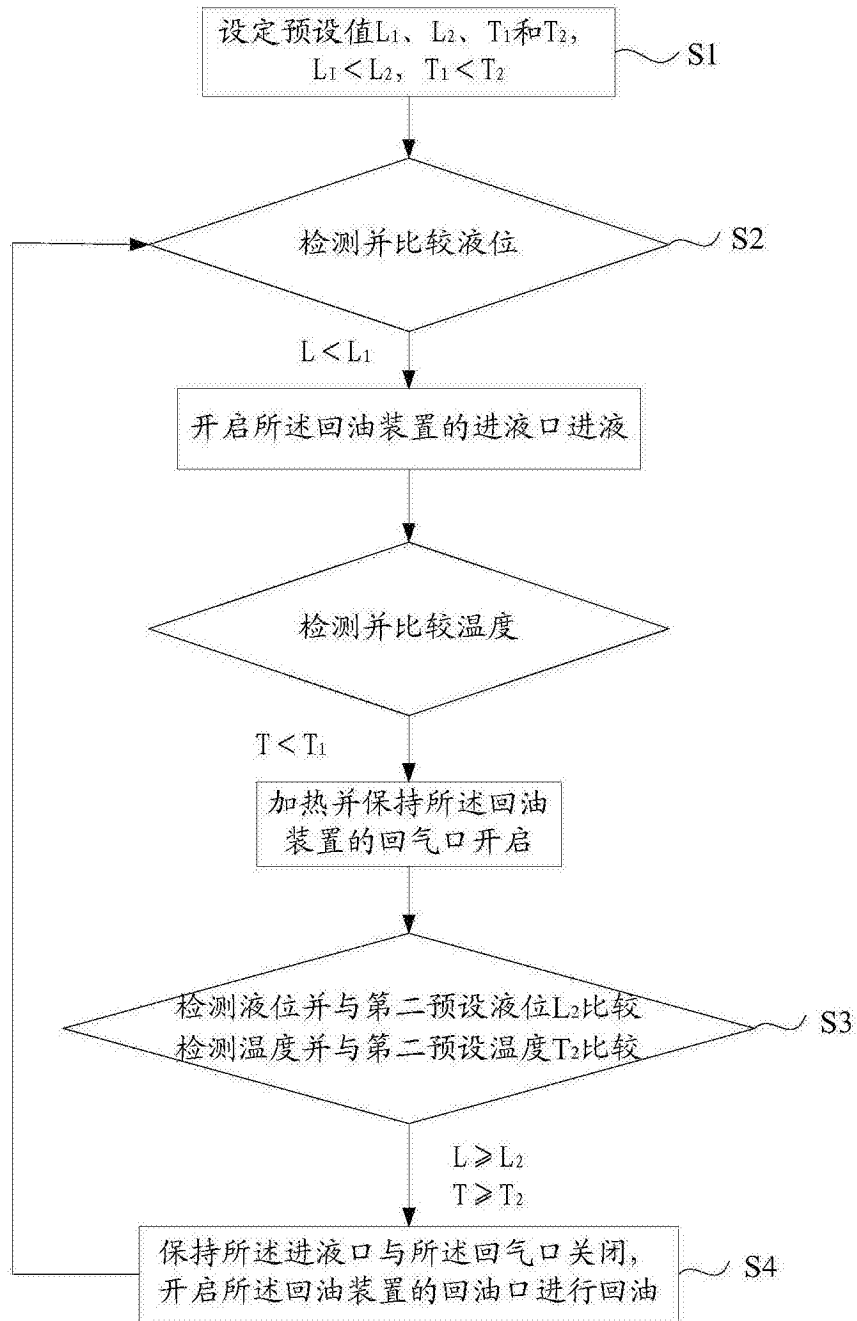 设定预设值L₁、L₂、T₁和T₂,
L₁＜L₂, T₁＜T₂
S1
检测并比较液位
S2
L＜L₁
开启所述回油装置的进液口进液
检测并比较温度
T＜T₁
加热并保持所述回油
装置的回气口开启
检测液位并与第二预设液位L₂比较
检测温度并与第二预设温度T₂比较
S3
L⩾L₂
T⩾T₂
保持所述进液口与所述回气口关闭,
开启所述回油装置的回油口进行回油
S4